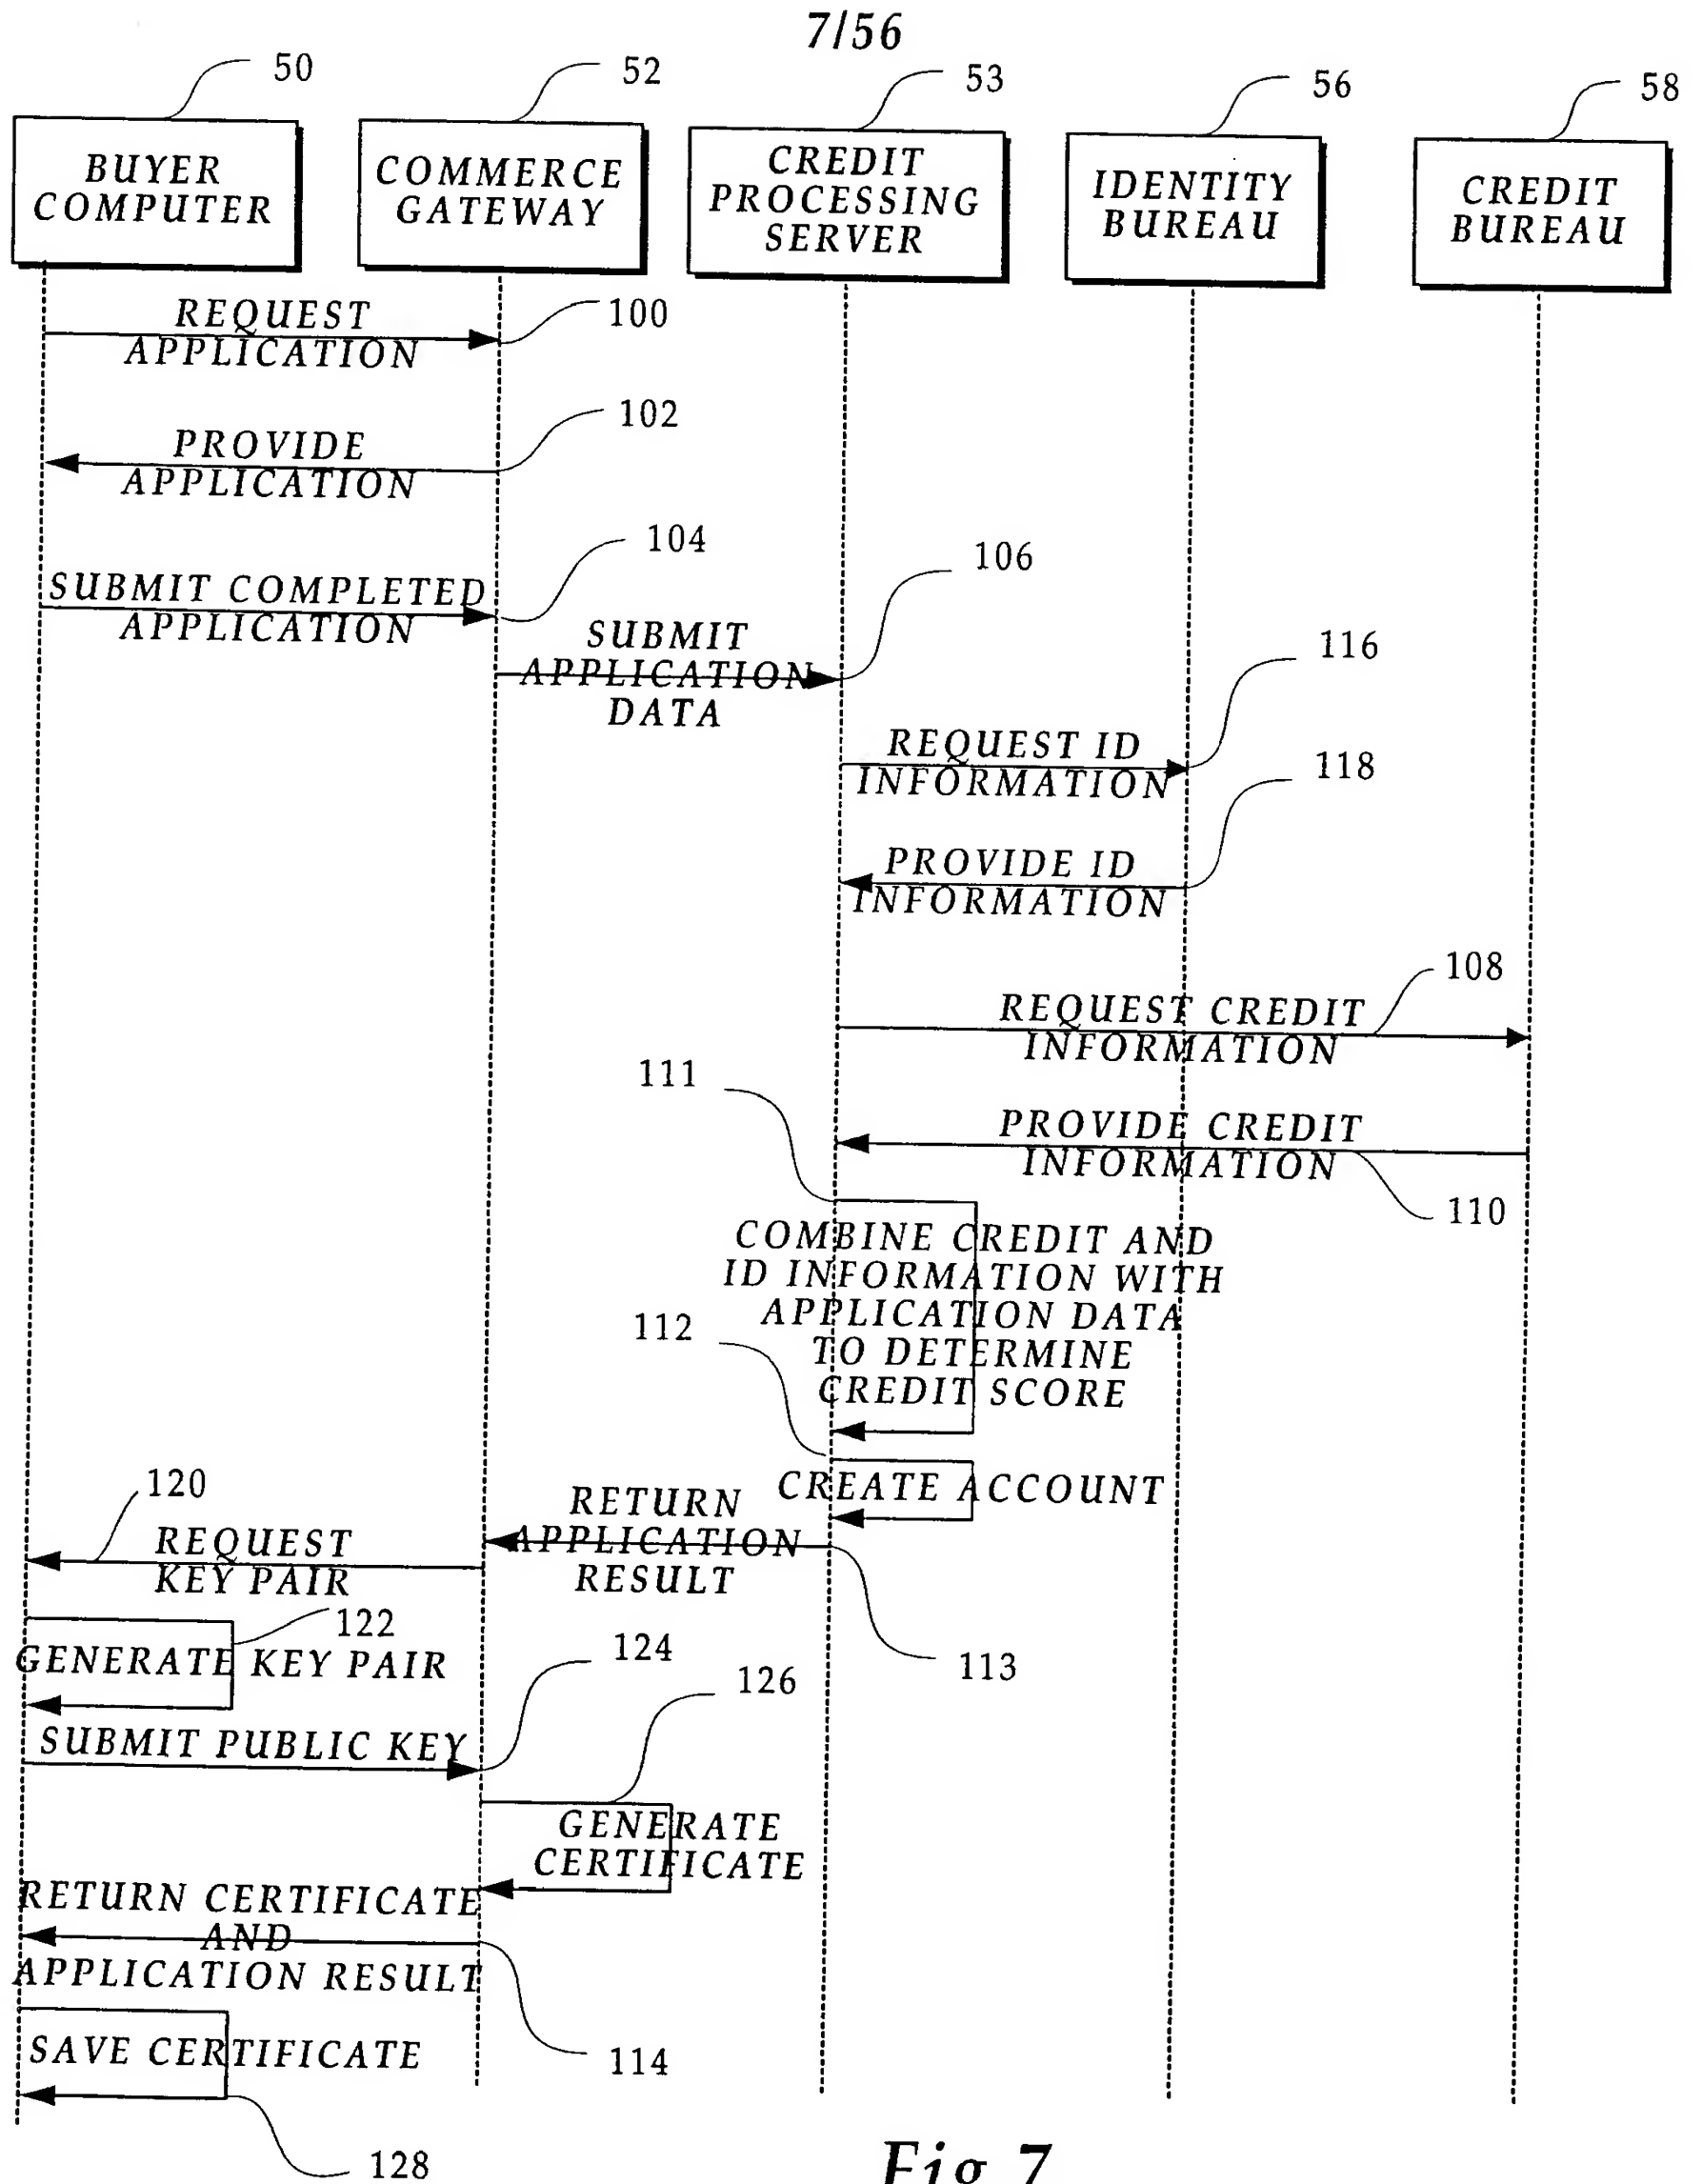 7/56
50
52
53
56
58
BUYER
COMPUTER
COMMERCE
GATEWAY
CREDIT
PROCESSING
SERVER
IDENTITY
BUREAU
CREDIT
BUREAU
REQUEST
APPLICATION
100
PROVIDE
APPLICATION
102
SUBMIT COMPLETED
APPLICATION
104
SUBMIT
APPLICATION
DATA
106
REQUEST ID
INFORMATION
116
PROVIDE ID
INFORMATION
118
REQUEST CREDIT
INFORMATION
108
PROVIDE CREDIT
INFORMATION
110
111
COMBINE CREDIT AND
ID INFORMATION WITH
APPLICATION DATA
TO DETERMINE
CREDIT SCORE
112
CREATE ACCOUNT
RETURN
APPLICATION
RESULT
113
120
REQUEST
KEY PAIR
122
GENERATE KEY PAIR
124
SUBMIT PUBLIC KEY
126
GENERATE
CERTIFICATE
RETURN CERTIFICATE
AND
APPLICATION RESULT
114
SAVE CERTIFICATE
128
Fig. 7